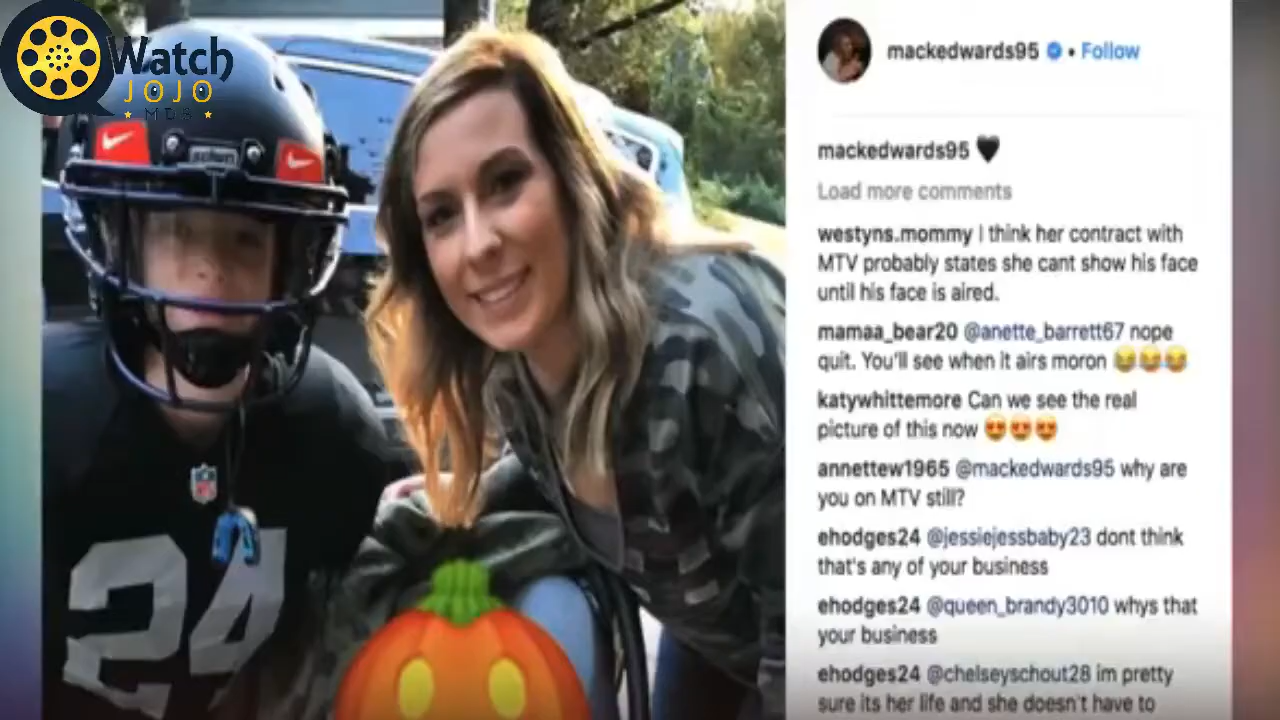 Watch
JOJO
MDS
24
mackedwards95 • Follow
mackedwards95 🖤
Load more comments
westyns.mommy I think her contract with
MTV probably states she cant show his face
until his face is aired.
mamaa_bear20 @anette_barrett67 nope
quit. You'll see when it airs moron 😂😂😂
katywhittemore Can we see the real
picture of this now 😍😍😍
annettew1965 @mackedwards95 why are
you on MTV still?
ehodges24 @jessiejessbaby23 dont think
that's any of your business
ehodges24 @queen_brandy3010 whys that
your business
ehodges24 @chelseyschout28 im pretty
sure its her life and she doesn't have to